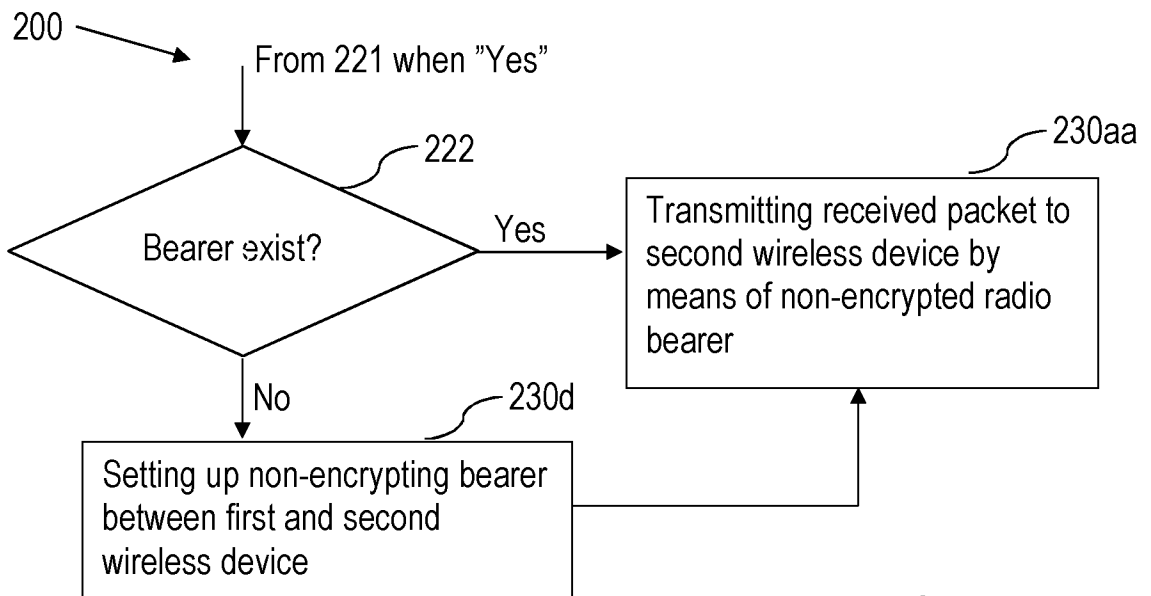 200
From 221 when ”Yes”
222
230aa
Bearer exist?
Yes
Transmitting received packet to
second wireless device by
means of non-encrypted radio
bearer
No
230d
Setting up non-encrypting bearer
between first and second
wireless device